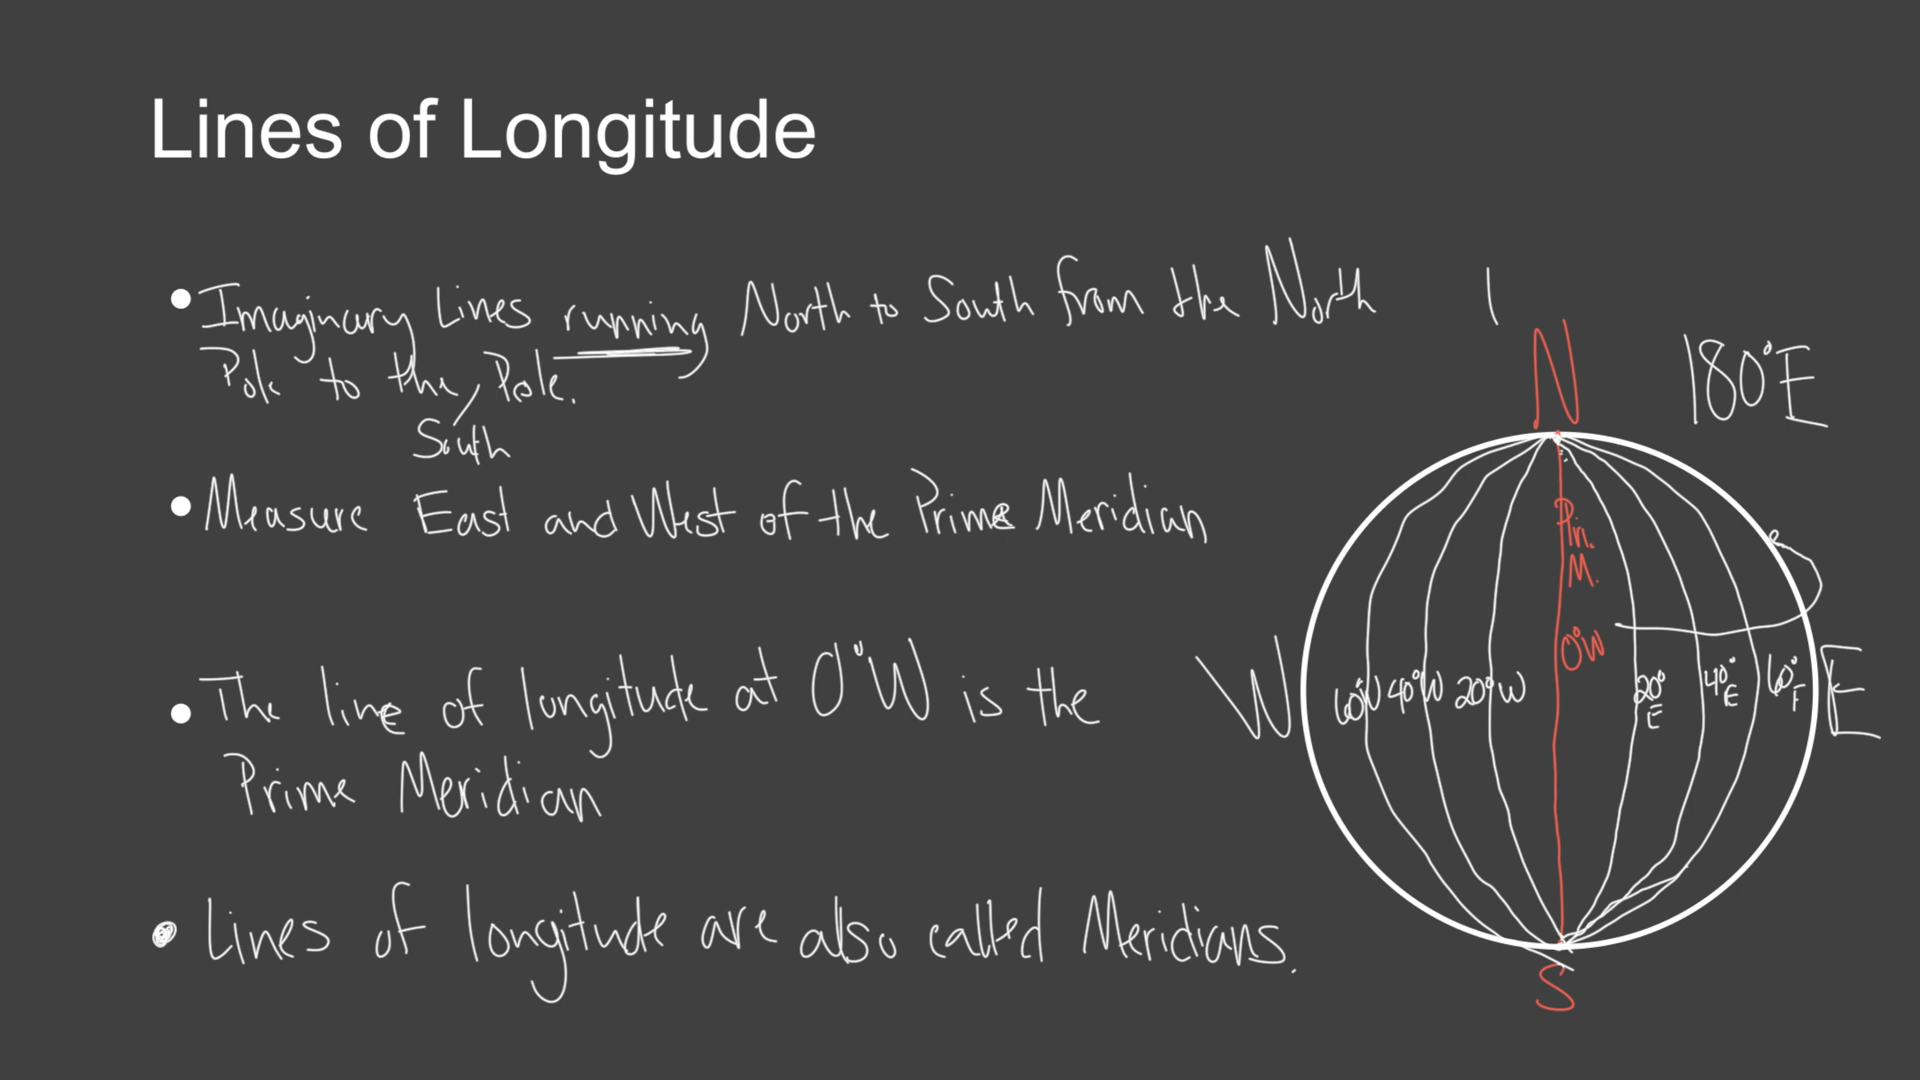 Lines of Longitude
• Imaginary Lines running North to South from the North
Pole to the, Pole.
South
• Measure East and West of the Prime Meridian
• The line of longitude at 0°W is the
Prime Meridian
• Lines of longitude are also called Meridians.
N
180°E
Pri.
M.
0°W
W
60°W 40°W 20°W
20°
E
40°
E
60°
E
E
S